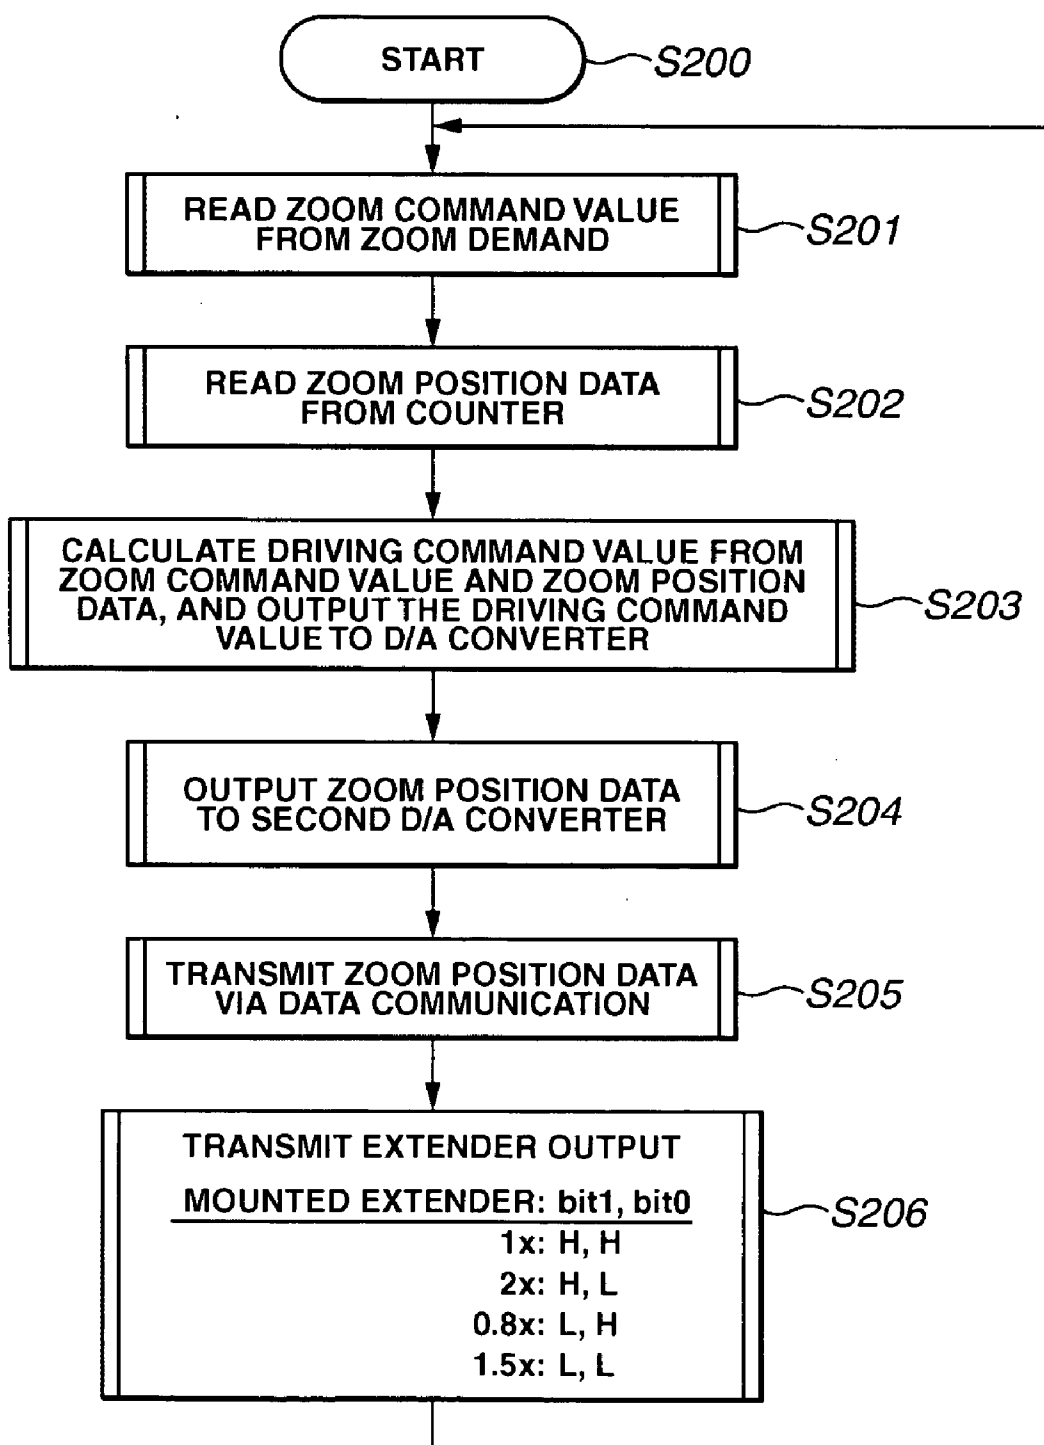 START
S200
READ ZOOM COMMAND VALUE
FROM ZOOM DEMAND
S201
READ ZOOM POSITION DATA
FROM COUNTER
S202
CALCULATE DRIVING COMMAND VALUE FROM
ZOOM COMMAND VALUE AND ZOOM POSITION
DATA, AND OUTPUT THE DRIVING COMMAND
VALUE TO D/A CONVERTER
S203
OUTPUT ZOOM POSITION DATA
TO SECOND D/A CONVERTER
S204
TRANSMIT ZOOM POSITION DATA
VIA DATA COMMUNICATION
S205
TRANSMIT EXTENDER OUTPUT
MOUNTED EXTENDER: bit1, bit0
1x: H, H
2x: H, L
0.8x: L, H
1.5x: L, L
S206